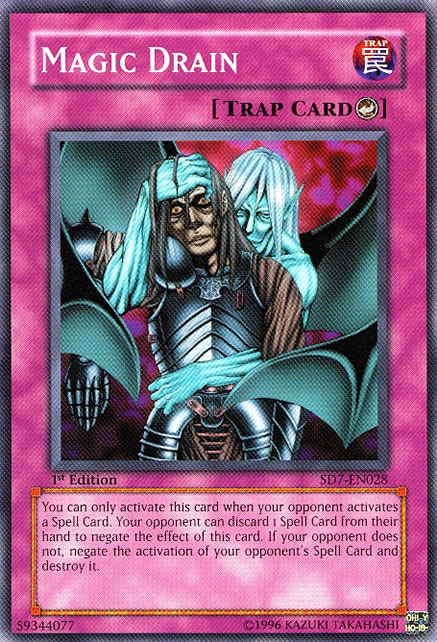 MAGIC DRAIN
TRAP
罠
[TRAP CARD]
1st Edition
SD7-EN028
You can only activate this card when your opponent activates
a Spell Card. Your opponent can discard 1 Spell Card from their
hand to negate the effect of this card. If your opponent does
not, negate the activation of your opponent's Spell Card and
destroy it.
59344077
©1996 KAZUKI TAKAHASHI